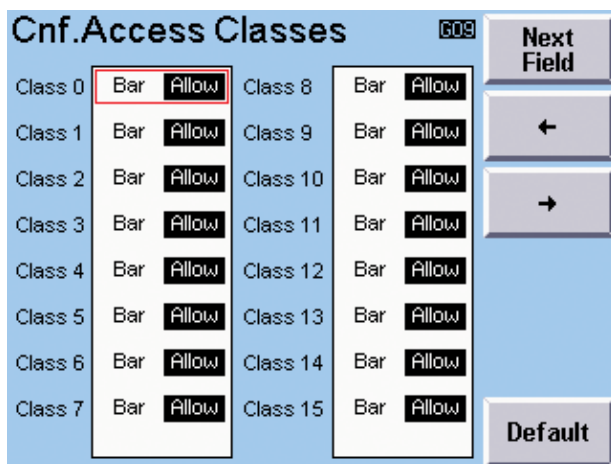 Cnf.Access Classes G09
Next
Field
Class 0 Bar Allow Class 8 Bar Allow
Class 1 Bar Allow Class 9 Bar Allow
←
Class 2 Bar Allow Class 10 Bar Allow
→
Class 3 Bar Allow Class 11 Bar Allow
Class 4 Bar Allow Class 12 Bar Allow
Class 5 Bar Allow Class 13 Bar Allow
Class 6 Bar Allow Class 14 Bar Allow
Class 7 Bar Allow Class 15 Bar Allow
Default